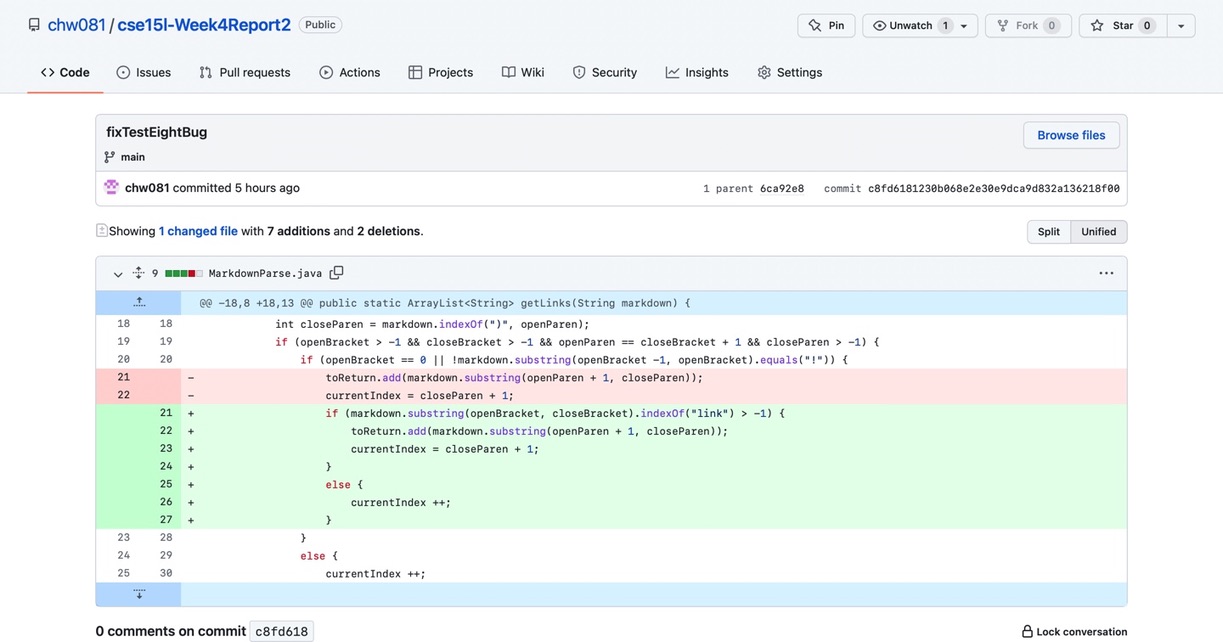 chw081 / cse15l-Week4Report2 Public Pin Unwatch 1 Fork 0 Star 0
Code Issues Pull requests Actions Projects Wiki Security Insights Settings
fixTestEightBug Browse files
main
chw081 committed 5 hours ago 1 parent 6ca92e8 commit c8fd6181230b068e2e30e9dca9d832a136218f00
Showing 1 changed file with 7 additions and 2 deletions. Split Unified
9 MarkdownParse.java
@@ -18,8 +18,13 @@ public static ArrayList<String> getLinks(String markdown) {
18 18 int closeParen = markdown.indexOf(")", openParen);
19 19 if (openBracket > -1 && closeBracket > -1 && openParen == closeBracket + 1 && closeParen > -1) {
20 20 if (openBracket == 0 || !markdown.substring(openBracket -1, openBracket).equals("!")) {
21 - toReturn.add(markdown.substring(openParen + 1, closeParen));
22 - currentIndex = closeParen + 1;
21 + if (markdown.substring(openBracket, closeBracket).indexOf("link") > -1) {
22 + toReturn.add(markdown.substring(openParen + 1, closeParen));
23 + currentIndex = closeParen + 1;
24 + }
25 + else {
26 + currentIndex ++;
27 + }
23 28 }
24 29 else {
25 30 currentIndex ++;
0 comments on commit c8fd618 Lock conversation